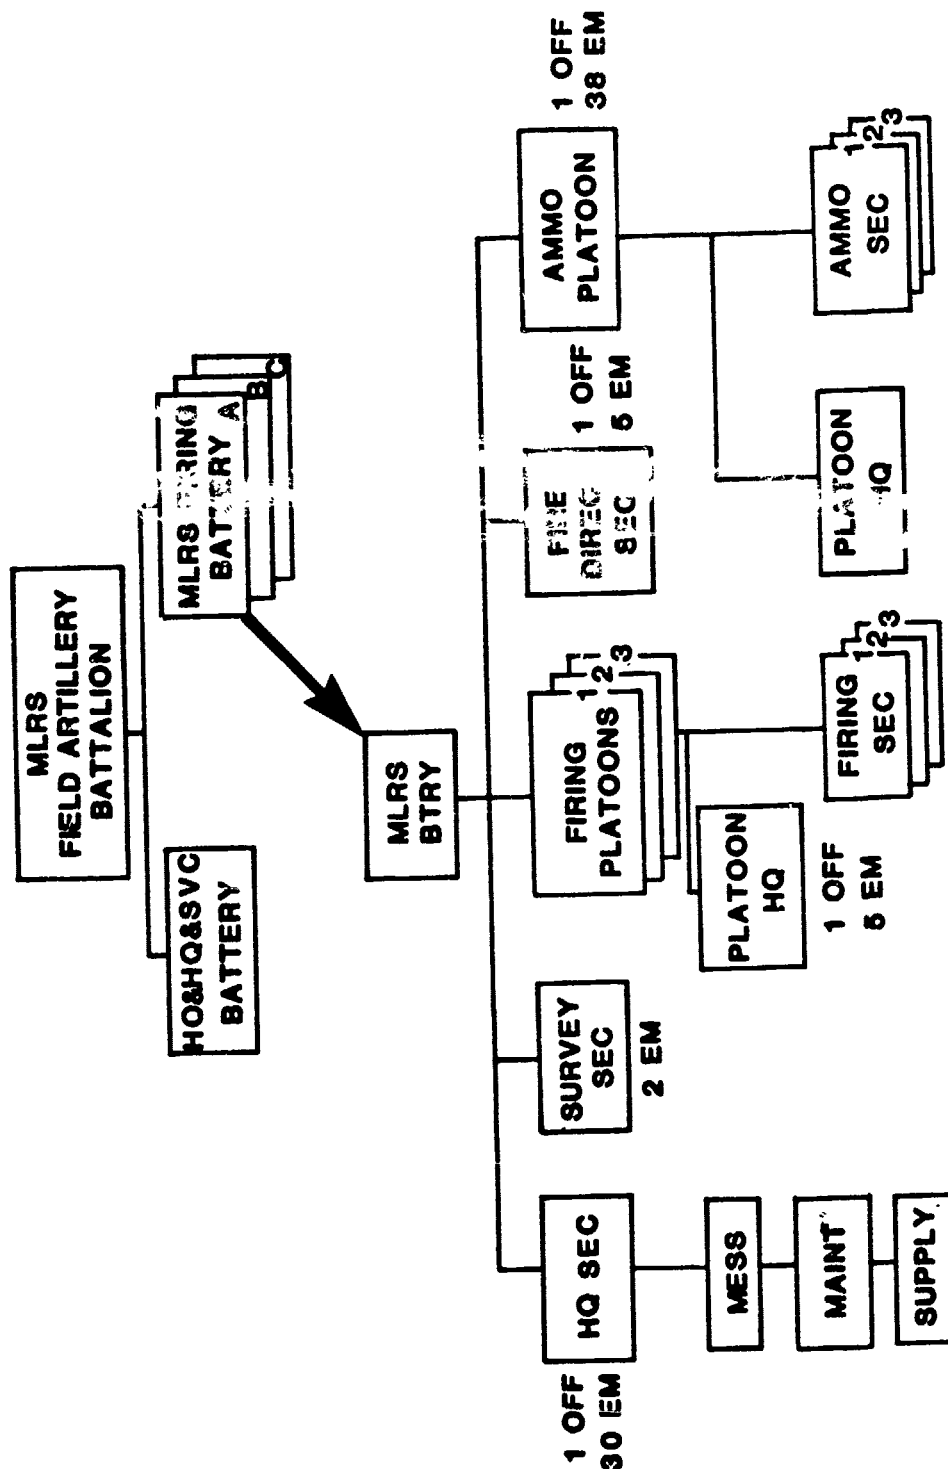 MLRS
FIELD ARTILLERY
BATTALION
HQ&HQ&SVC
BATTERY
MLRS FIRING
BATTERY A
B
C
MLRS
BTRY
1 OFF
30 EM
HQ SEC
MESS
MAINT
SUPPLY
SURVEY
SEC
2 EM
FIRING
PLATOONS
1
2
3
PLATOON
HQ
1 OFF
5 EM
FIRING
SEC
1
2
3
FIRE
DIREC
SEC
1 OFF
5 EM
AMMO
PLATOON
1 OFF
38 EM
PLATOON
HQ
AMMO
SEC
1
2
3